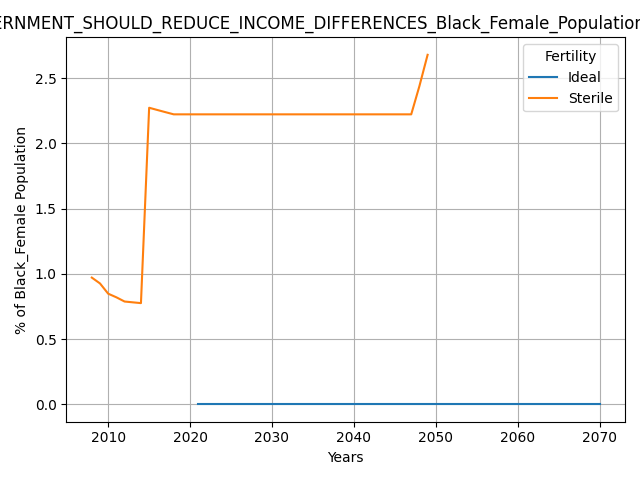 ERNMENT_SHOULD_REDUCE_INCOME_DIFFERENCES_Black_Female_Population
Fertility
Ideal
Sterile
% of Black_Female Population
2.5
2.0
1.5
1.0
0.5
0.0
2010 2020 2030 2040 2050 2060 2070
Years